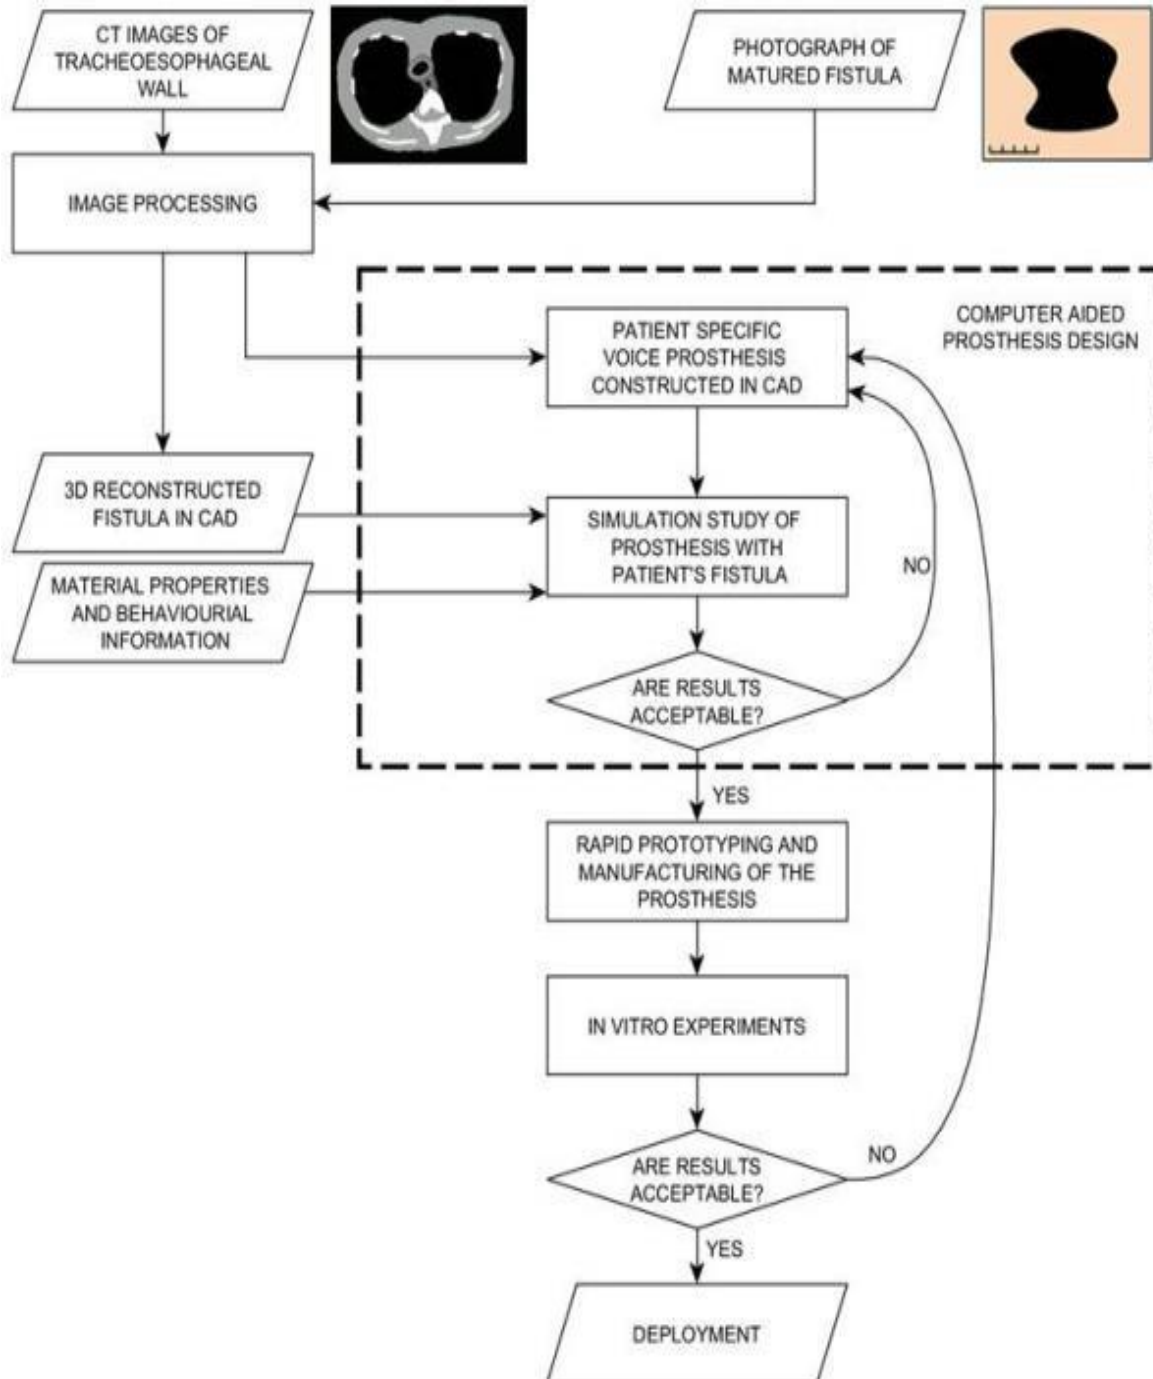 CT IMAGES OF
TRACHEOESOPHAGEAL
WALL
PHOTOGRAPH OF
MATURED FISTULA
IMAGE PROCESSING
COMPUTER AIDED
PROSTHESIS DESIGN
PATIENT SPECIFIC
VOICE PROSTHESIS
CONSTRUCTED IN CAD
3D RECONSTRUCTED
FISTULA IN CAD
SIMULATION STUDY OF
PROSTHESIS WITH
PATIENT'S FISTULA
NO
MATERIAL PROPERTIES
AND BEHAVIOURIAL
INFORMATION
ARE RESULTS
ACCEPTABLE?
YES
RAPID PROTOTYPING AND
MANUFACTURING OF THE
PROSTHESIS
IN VITRO EXPERIMENTS
ARE RESULTS
ACCEPTABLE?
NO
YES
DEPLOYMENT